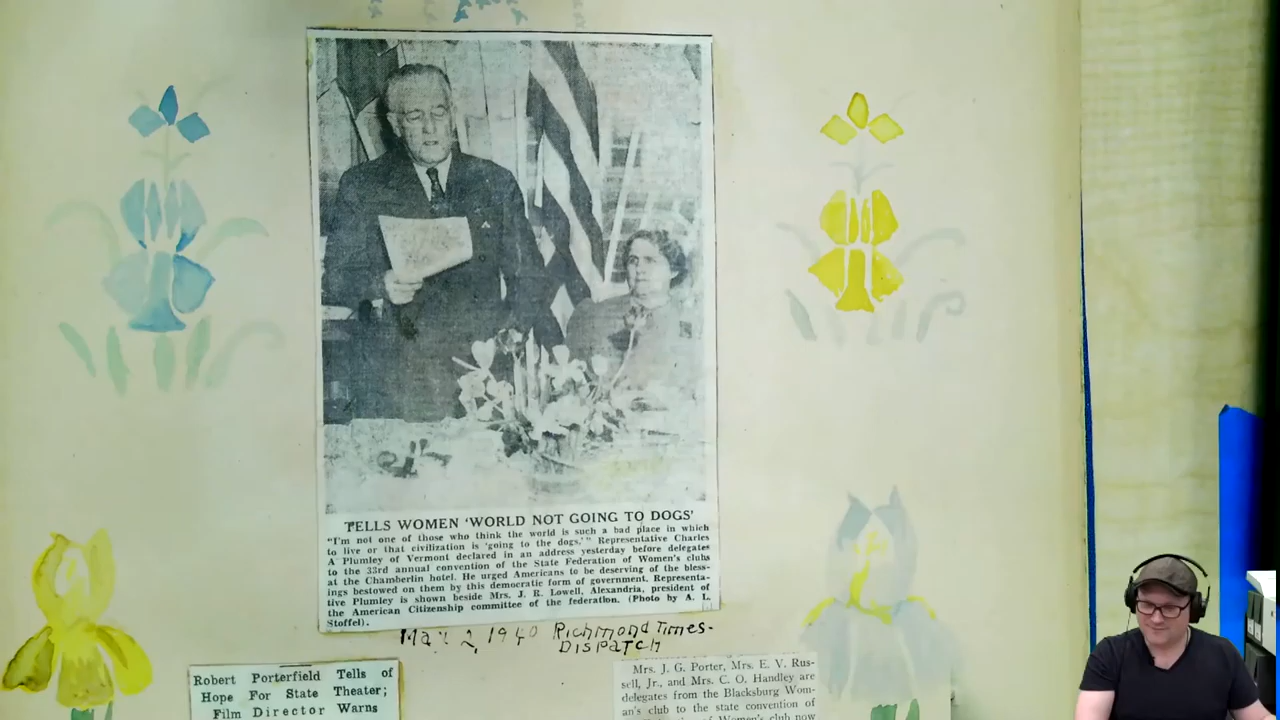 TELLS WOMEN 'WORLD NOT GOING TO DOGS'
"I'm not one of those who think the world is such a bad place in which
to live or that civilization is 'going to the dogs,'" Representative Charles
A Plumley of Vermont declared in an address yesterday before delegates
to the 33rd annual convention of the State Federation of Women's clubs
at the Chamberlin hotel. He urged Americans to be deserving of the bless-
ings bestowed on them by this democratic form of government. Representa-
tive Plumley is shown beside Mrs. J. R. Lowell, Alexandria, president of
the American Citizenship committee of the federation. (Photo by A. L.
Stoffel).
May 2, 1940 Richmond Times-
DISPATCH
Robert Porterfield Tells of
Hope For State Theater;
Film Director Warns
Mrs. J. G. Porter, Mrs. E. V. Rus-
sell, Jr., and Mrs. C. O. Handley are
delegates from the Blacksburg Wom-
an's club to the state convention of
of Women's club now